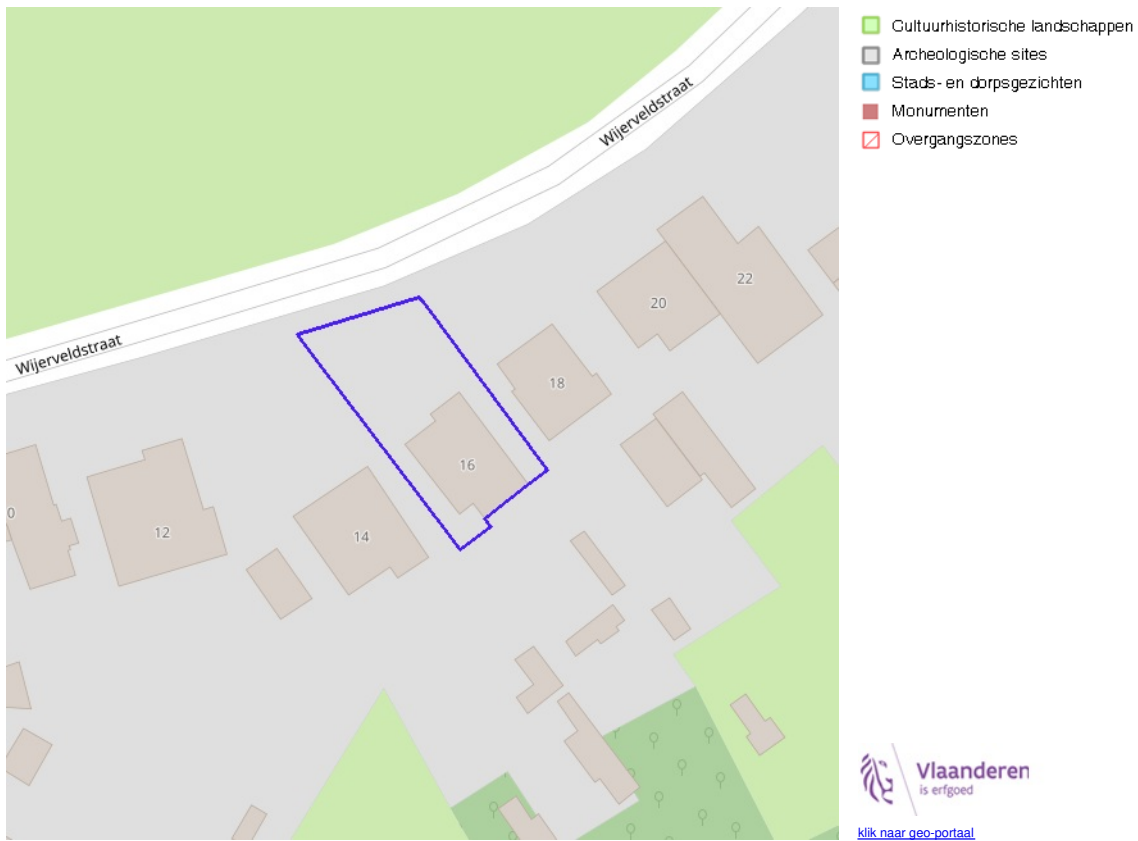 Wijerveldstraat
Wijerveldstraat
22
20
18
16
14
12
0
Cultuurhistorische landschappen
Archeologische sites
Stads- en dorpsgezichten
Monumenten
Overgangszones
Vlaanderen
is erfgoed
klik naar geo-portaal